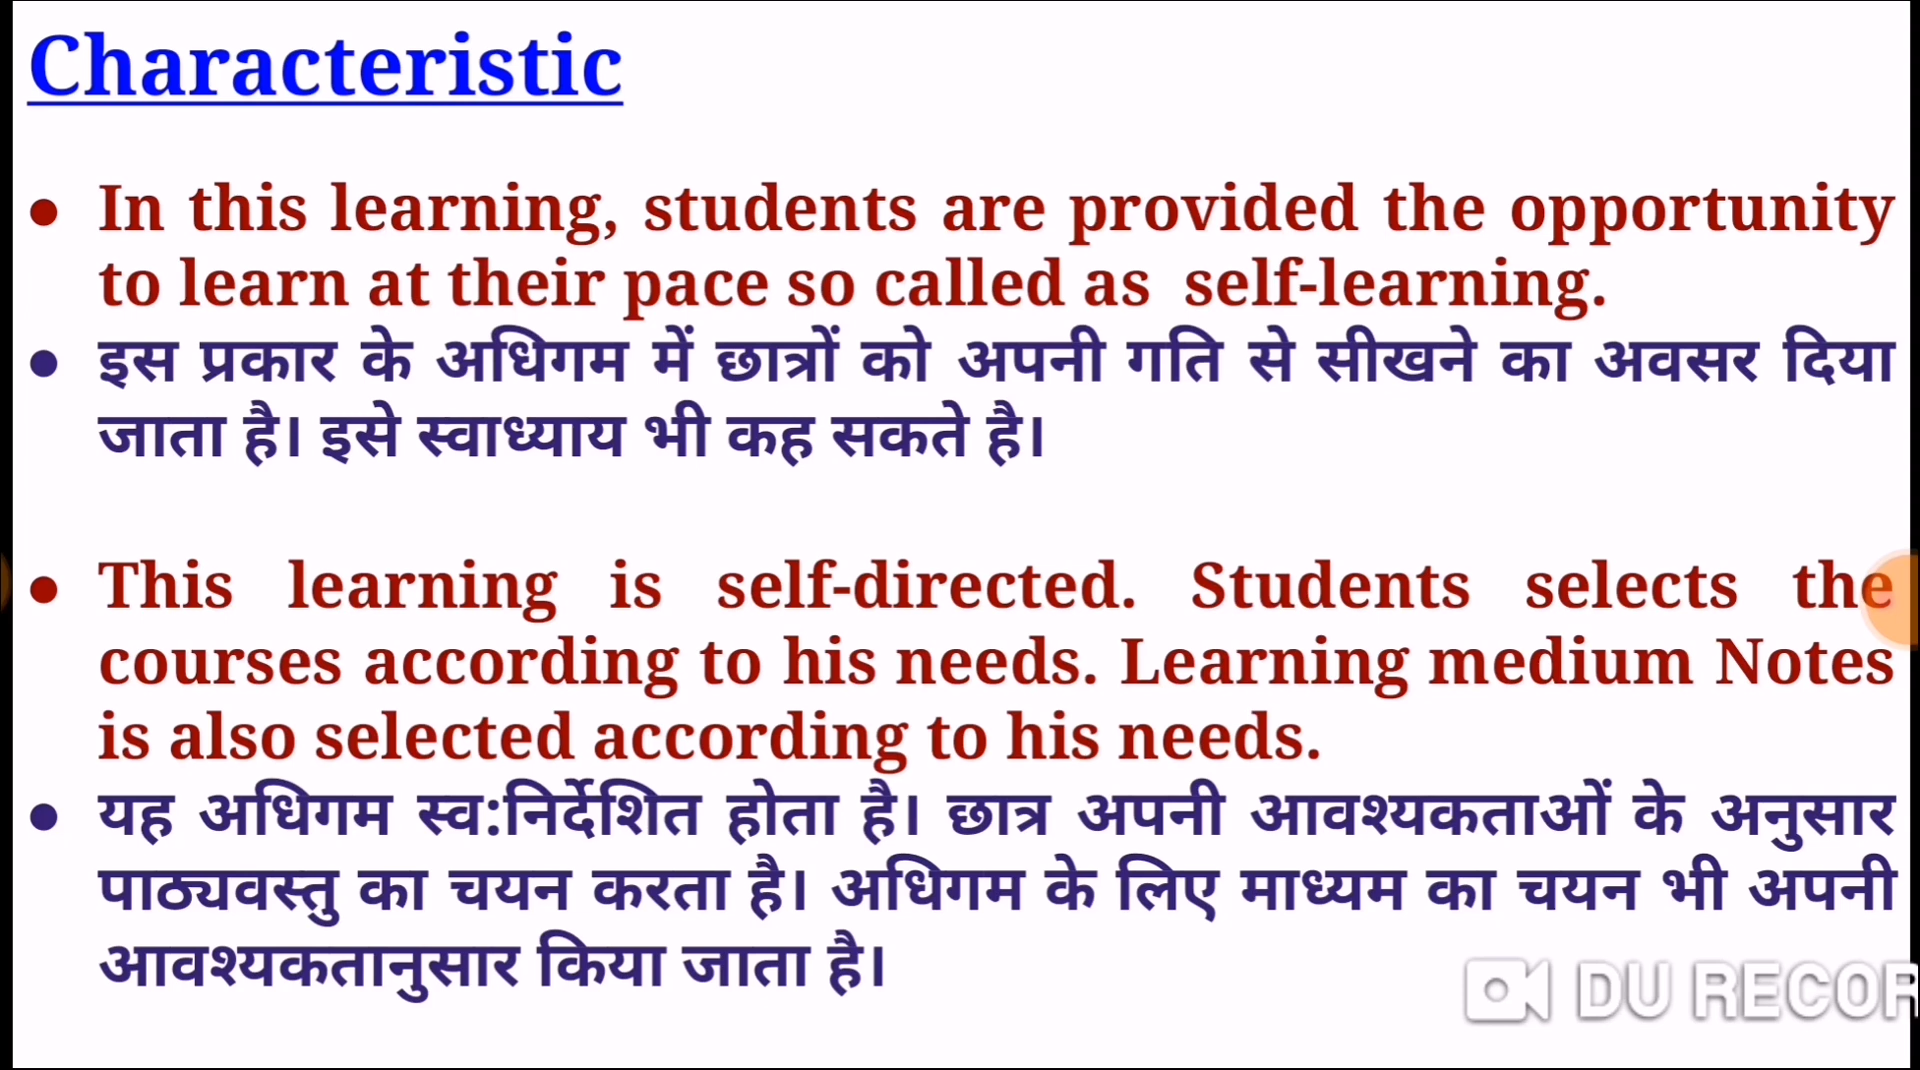 Characteristic
In this learning, students are provided the opportunity
to learn at their pace so called as self-learning.
इस प्रकार के अधिगम में छात्रों को अपनी गति से सीखने का अवसर दिया
जाता है। इसे स्वाध्याय भी कह सकते है।
This learning is self-directed. Students selects the
courses according to his needs. Learning medium Notes
is also selected according to his needs.
यह अधिगम स्व:निर्देशित होता है। छात्र अपनी आवश्यकताओं के अनुसार
पाठ्यवस्तु का चयन करता है। अधिगम के लिए माध्यम का चयन भी अपनी
आवश्यकतानुसार किया जाता है।
DU RECOR